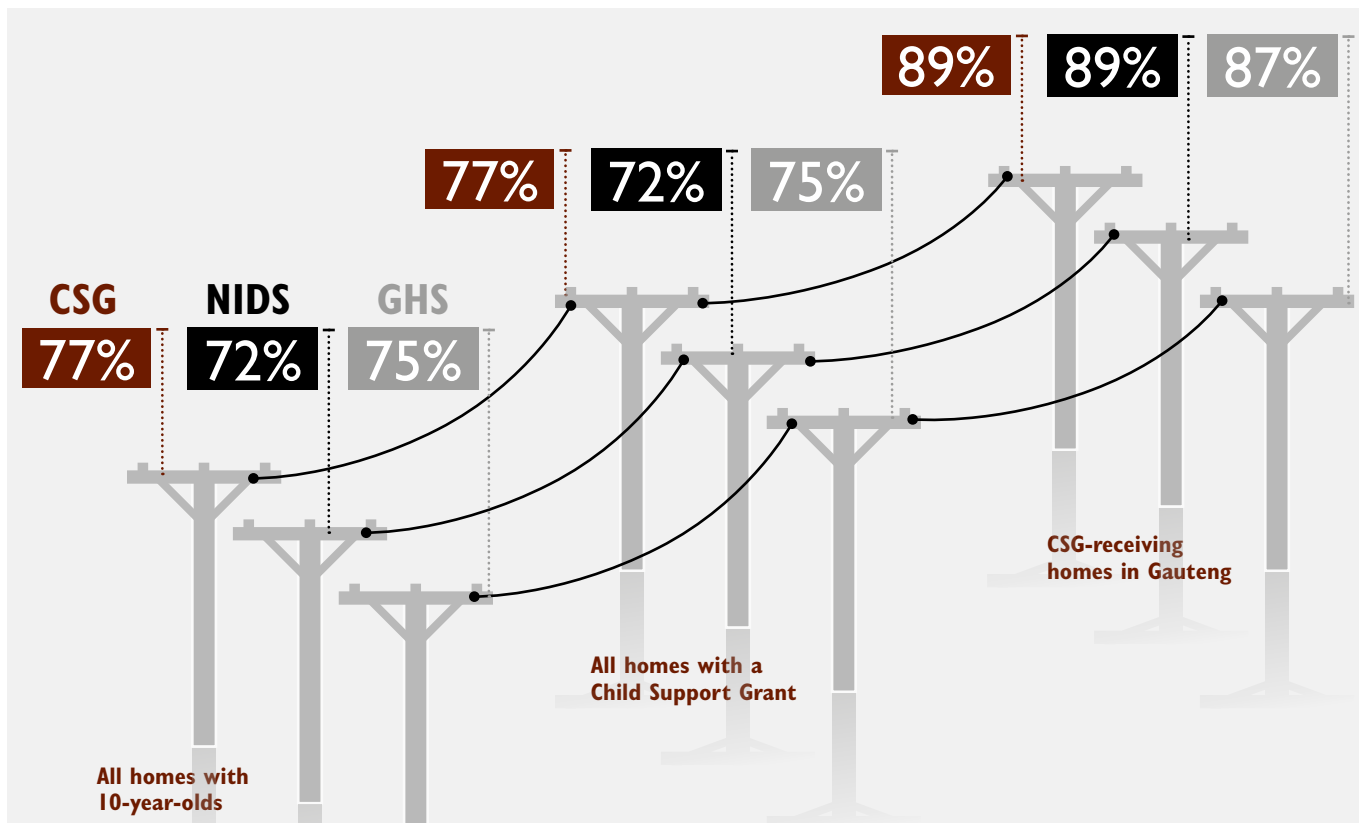 89% 89% 87%
77% 72% 75%
CSG NIDS GHS
77% 72% 75%
CSG-receiving
homes in Gauteng
All homes with a
Child Support Grant
All homes with
10-year-olds